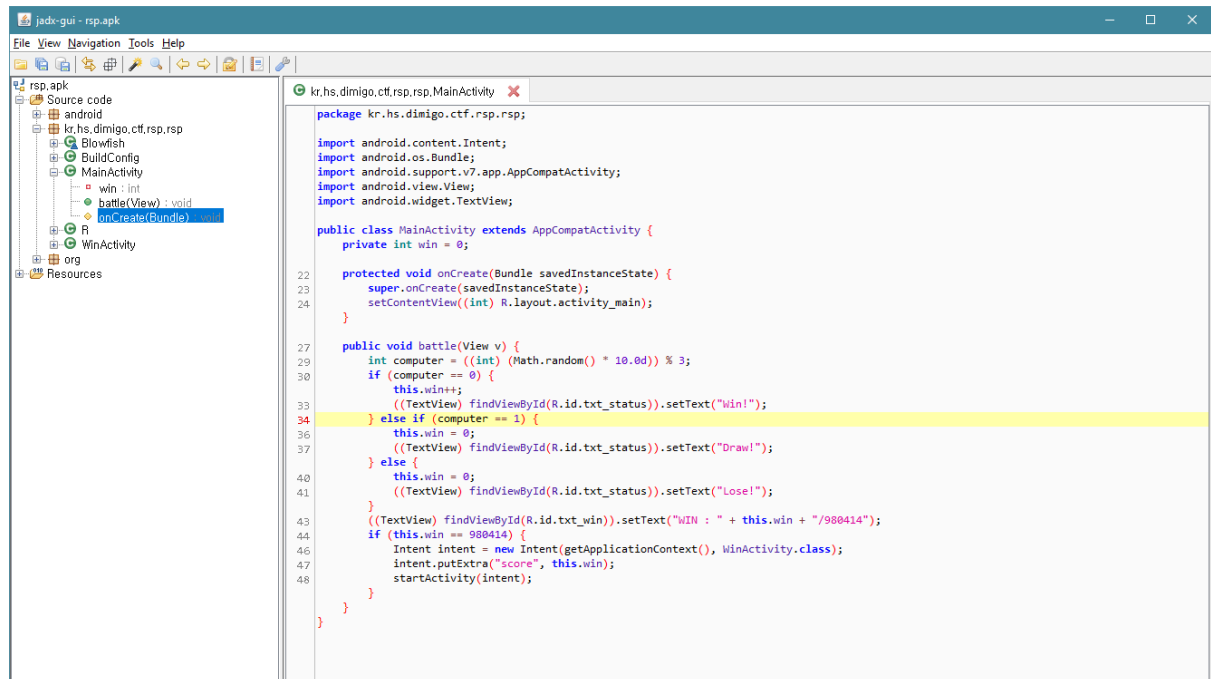 jadx-gui - rsp.apk
File View Navigation Tools Help
rsp.apk
Source code
android
kr.hs.dimigo.ctf.rsp.rsp
Blowfish
BuildConfig
MainActivity
win : int
battle(View) : void
onCreate(Bundle) : void
R
WinActivity
org
Resources
kr.hs.dimigo.ctf.rsp.rsp.MainActivity
package kr.hs.dimigo.ctf.rsp.rsp;
import android.content.Intent;
import android.os.Bundle;
import android.support.v7.app.AppCompatActivity;
import android.view.View;
import android.widget.TextView;
public class MainActivity extends AppCompatActivity {
private int win = 0;
22 protected void onCreate(Bundle savedInstanceState) {
23 super.onCreate(savedInstanceState);
24 setContentView((int) R.layout.activity_main);
}
27 public void battle(View v) {
29 int computer = ((int) (Math.random() * 10.0d)) % 3;
30 if (computer == 0) {
this.win++;
33 ((TextView) findViewById(R.id.txt_status)).setText("Win!");
34 } else if (computer == 1) {
36 this.win = 0;
37 ((TextView) findViewById(R.id.txt_status)).setText("Draw!");
} else {
40 this.win = 0;
41 ((TextView) findViewById(R.id.txt_status)).setText("Lose!");
}
43 ((TextView) findViewById(R.id.txt_win)).setText("WIN : " + this.win + "/980414");
44 if (this.win == 980414) {
46 Intent intent = new Intent(getApplicationContext(), WinActivity.class);
47 intent.putExtra("score", this.win);
48 startActivity(intent);
}
}
}